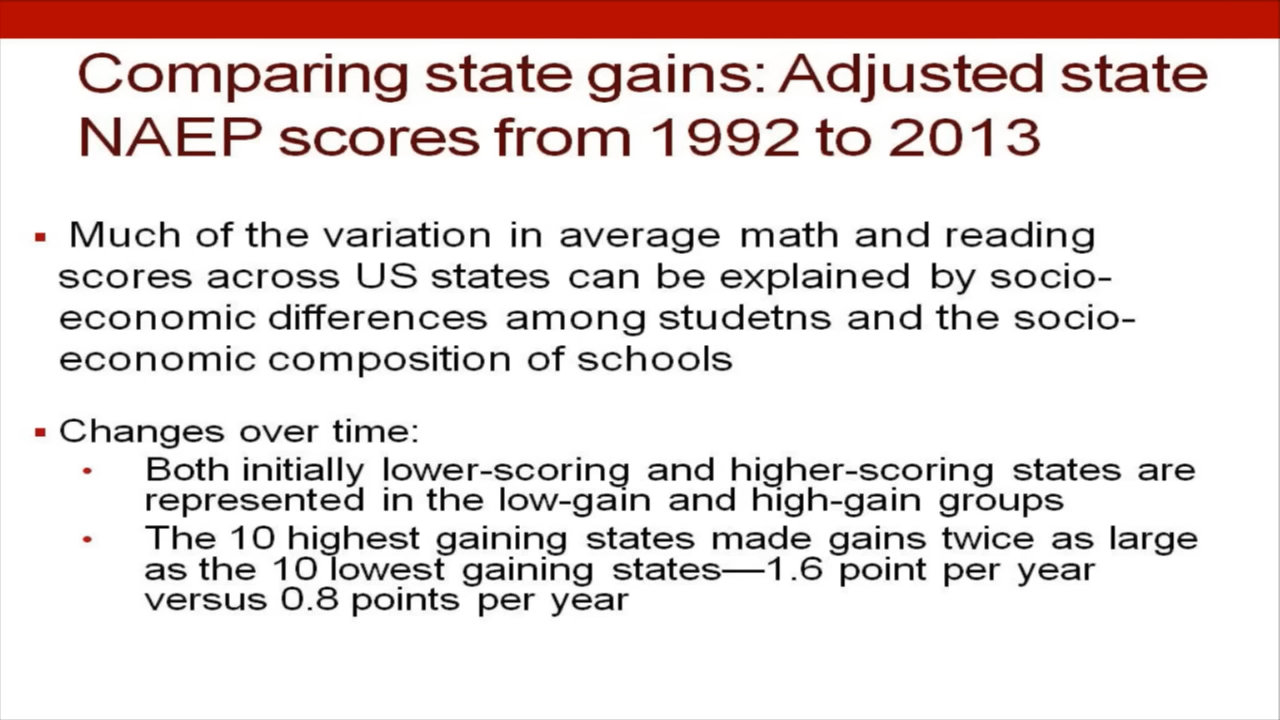 Comparing state gains: Adjusted state
NAEP scores from 1992 to 2013
▪ Much of the variation in average math and reading
scores across US states can be explained by socio-
economic differences among studetns and the socio-
economic composition of schools
▪ Changes over time:
• Both initially lower-scoring and higher-scoring states are
represented in the low-gain and high-gain groups
• The 10 highest gaining states made gains twice as large
as the 10 lowest gaining states—1.6 point per year
versus 0.8 points per year